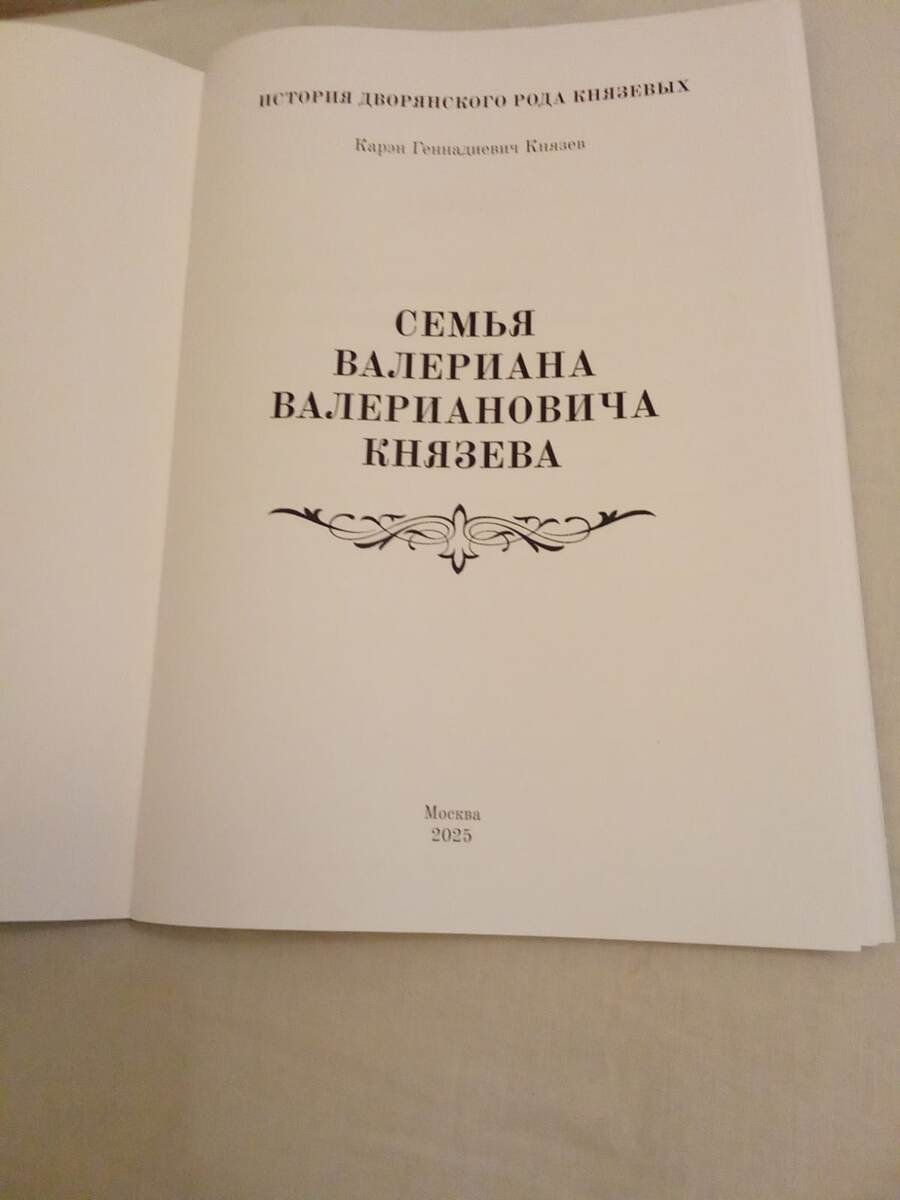 ИСТОРИЯ ДВОРЯНСКОГО РОДА КНЯЗЕВЫХ
Карэн Геннадиевич Князев
СЕМЬЯ
ВАЛЕРИАНА
ВАЛЕРИАНОВИЧА
КНЯЗЕВА
Москва
2025